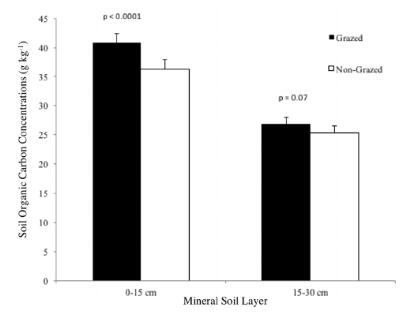 p < 0.0001
45
40
35
30
25
20
15
10
5
0
Soil Organic Carbon Concentrations (g kg⁻¹)
Grazed
Non-Grazed
p = 0.07
0-15 cm
15-30 cm
Mineral Soil Layer